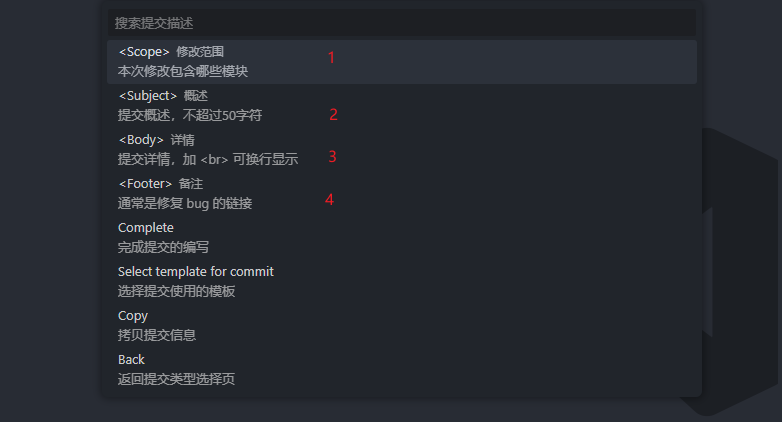 搜索提交描述
<Scope> 修改范围 1
本次修改包含哪些模块
<Subject> 概述
提交概述，不超过50字符 2
<Body> 详情
提交详情，加 <br> 可换行显示 3
<Footer> 备注
通常是修复 bug 的链接 4
Complete
完成提交的编写
Select template for commit
选择提交使用的模板
Copy
拷贝提交信息
Back
返回提交类型选择页